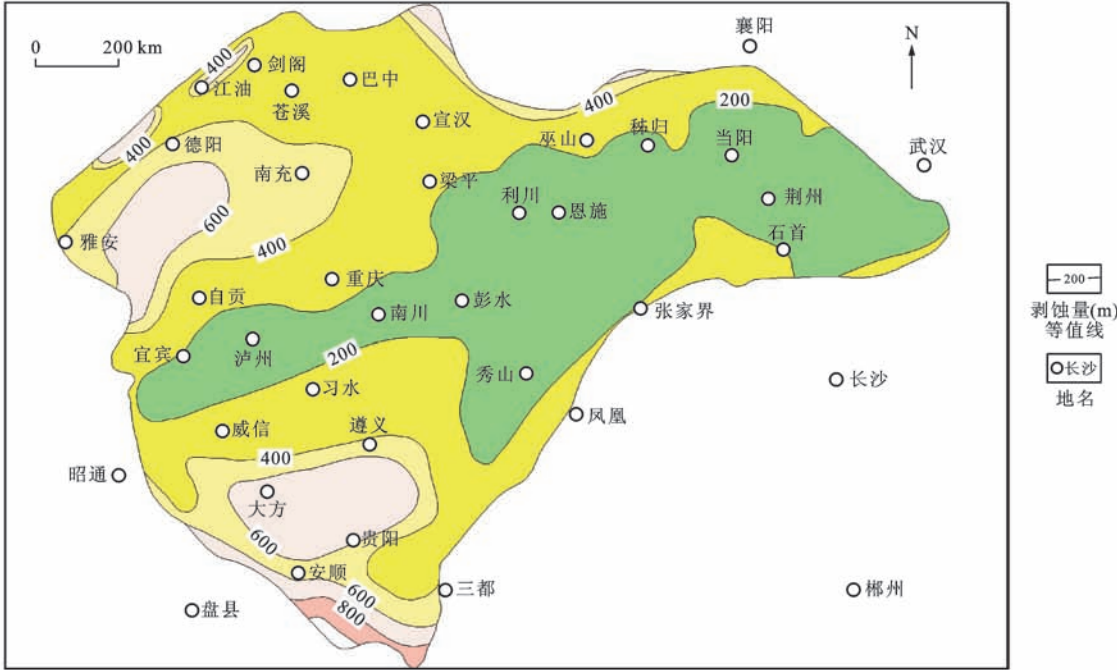 襄阳
N
0 200 km
400
剑阁
江油
苍溪
巴中
400
200
宣汉
巫山
秭归
当阳
武汉
400
德阳
南充
梁平
利川
恩施
荆州
600
石首
雅安
400
重庆
自贡
南川
彭水
张家界
200
剥蚀量(m)
等值线
宜宾
泸州
200
秀山
长沙
长沙
地名
习水
凤凰
威信
遵义
400
昭通
大方
600
贵阳
安顺
600
三都
郴州
盘县
800